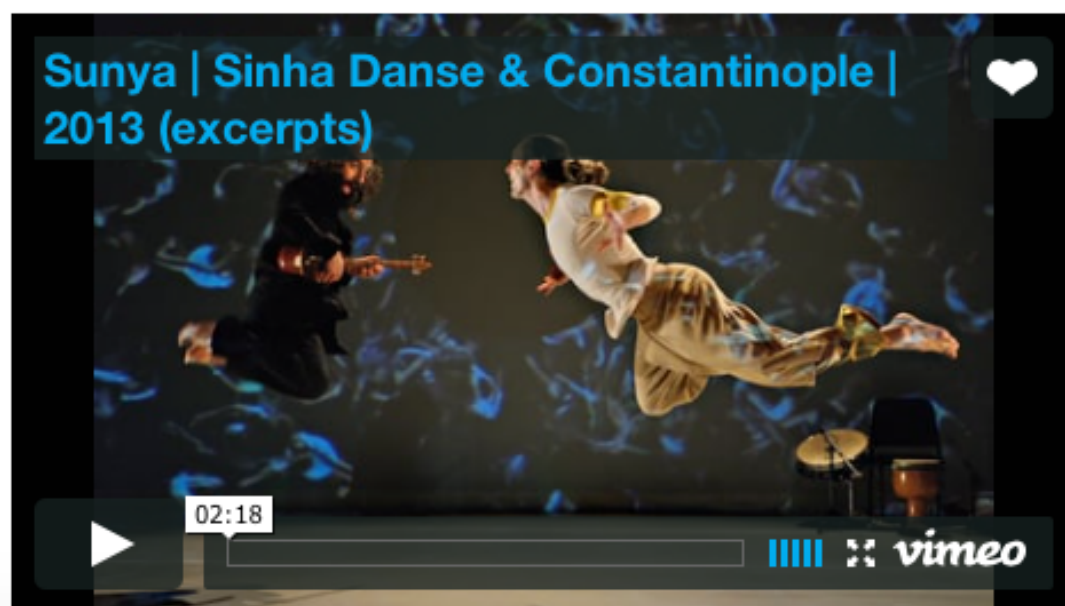 Sunya | Sinha Danse & Constantinople |
2013 (excerpts)
02:18
vimeo